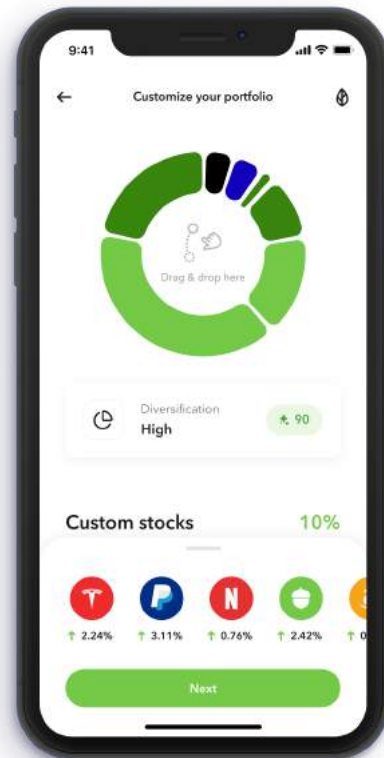 9:41
Customize your portfolio
Drag & drop here
Diversification
High
90
Custom stocks
10%
P
N
2.24%
3.11%
0.76%
2.42%
Next